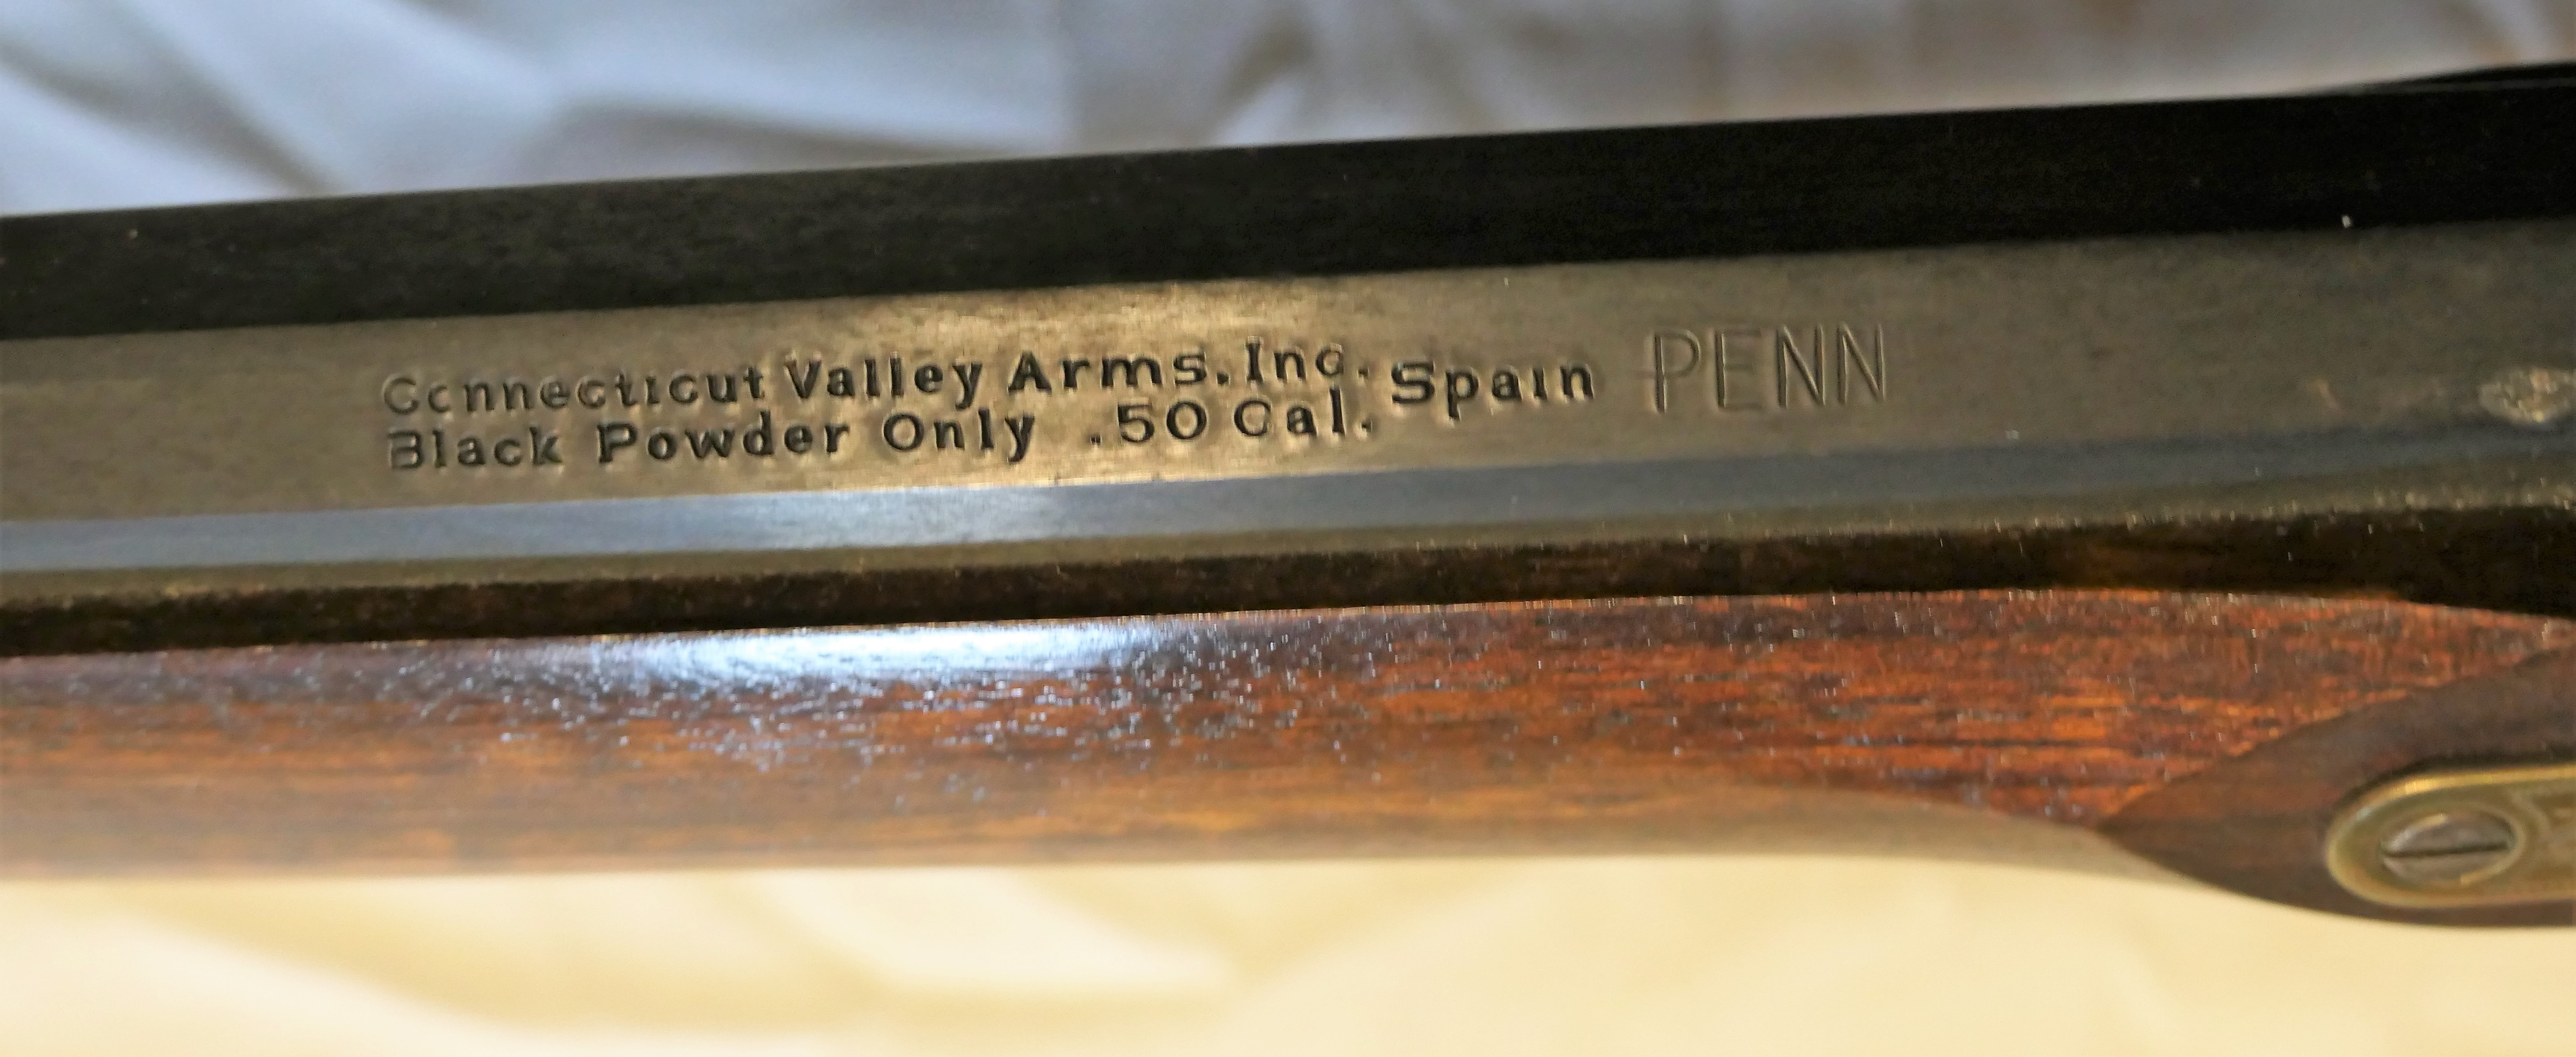 Connecticut Valley Arms, Inc. Spain PENN
Black Powder Only .50 Cal.